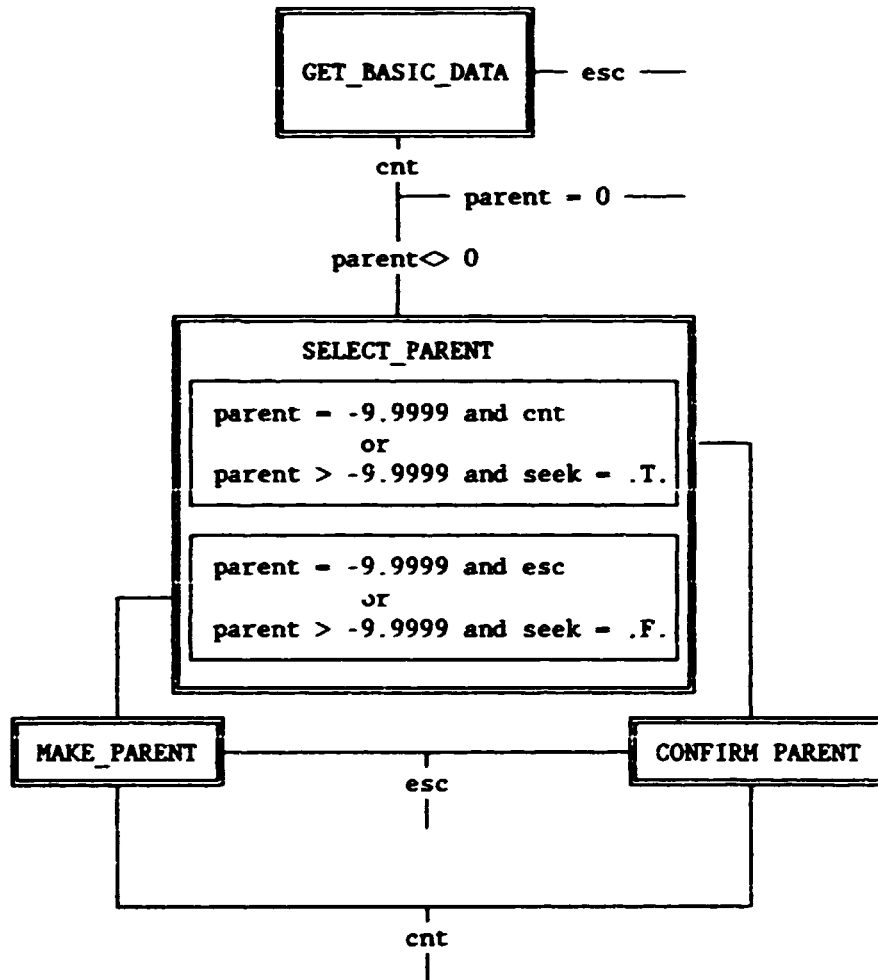 GET_BASIC_DATA
esc
cnt
parent = 0
parent<> 0
SELECT_PARENT
parent = -9.9999 and cnt
or
parent > -9.9999 and seek = .T.
parent = -9.9999 and esc
or
parent > -9.9999 and seek = .F.
MAKE_PARENT
CONFIRM PARENT
esc
cnt